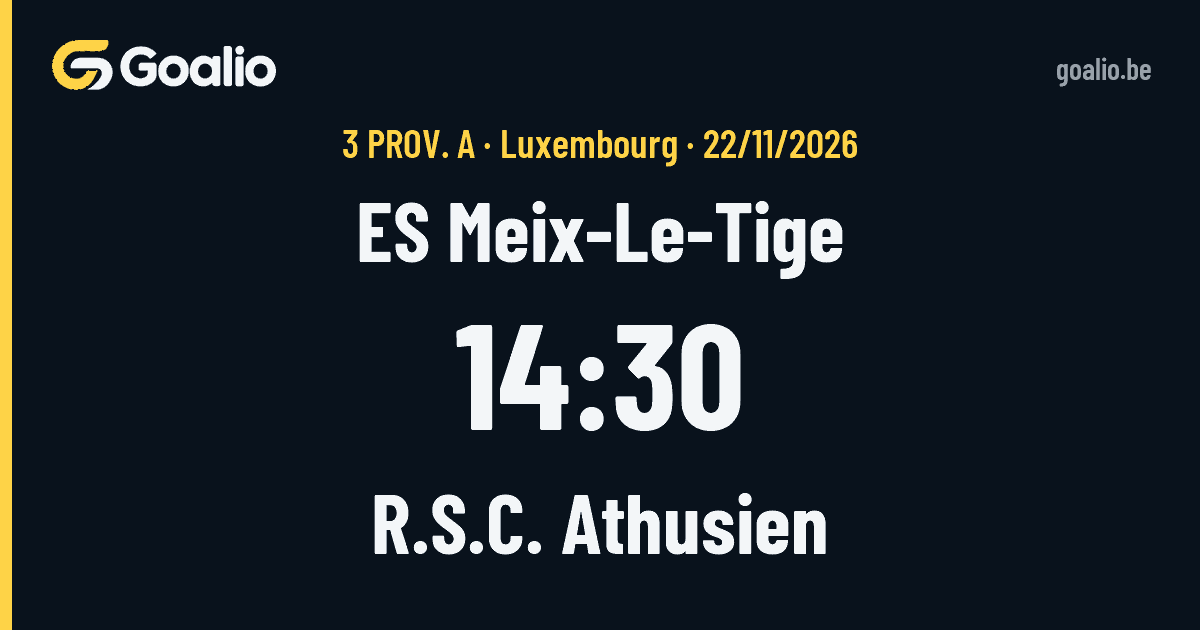 Goalio
goalio.be
3 PROV. A · Luxembourg · 22/11/2026
ES Meix-Le-Tige
14:30
R.S.C. Athusien